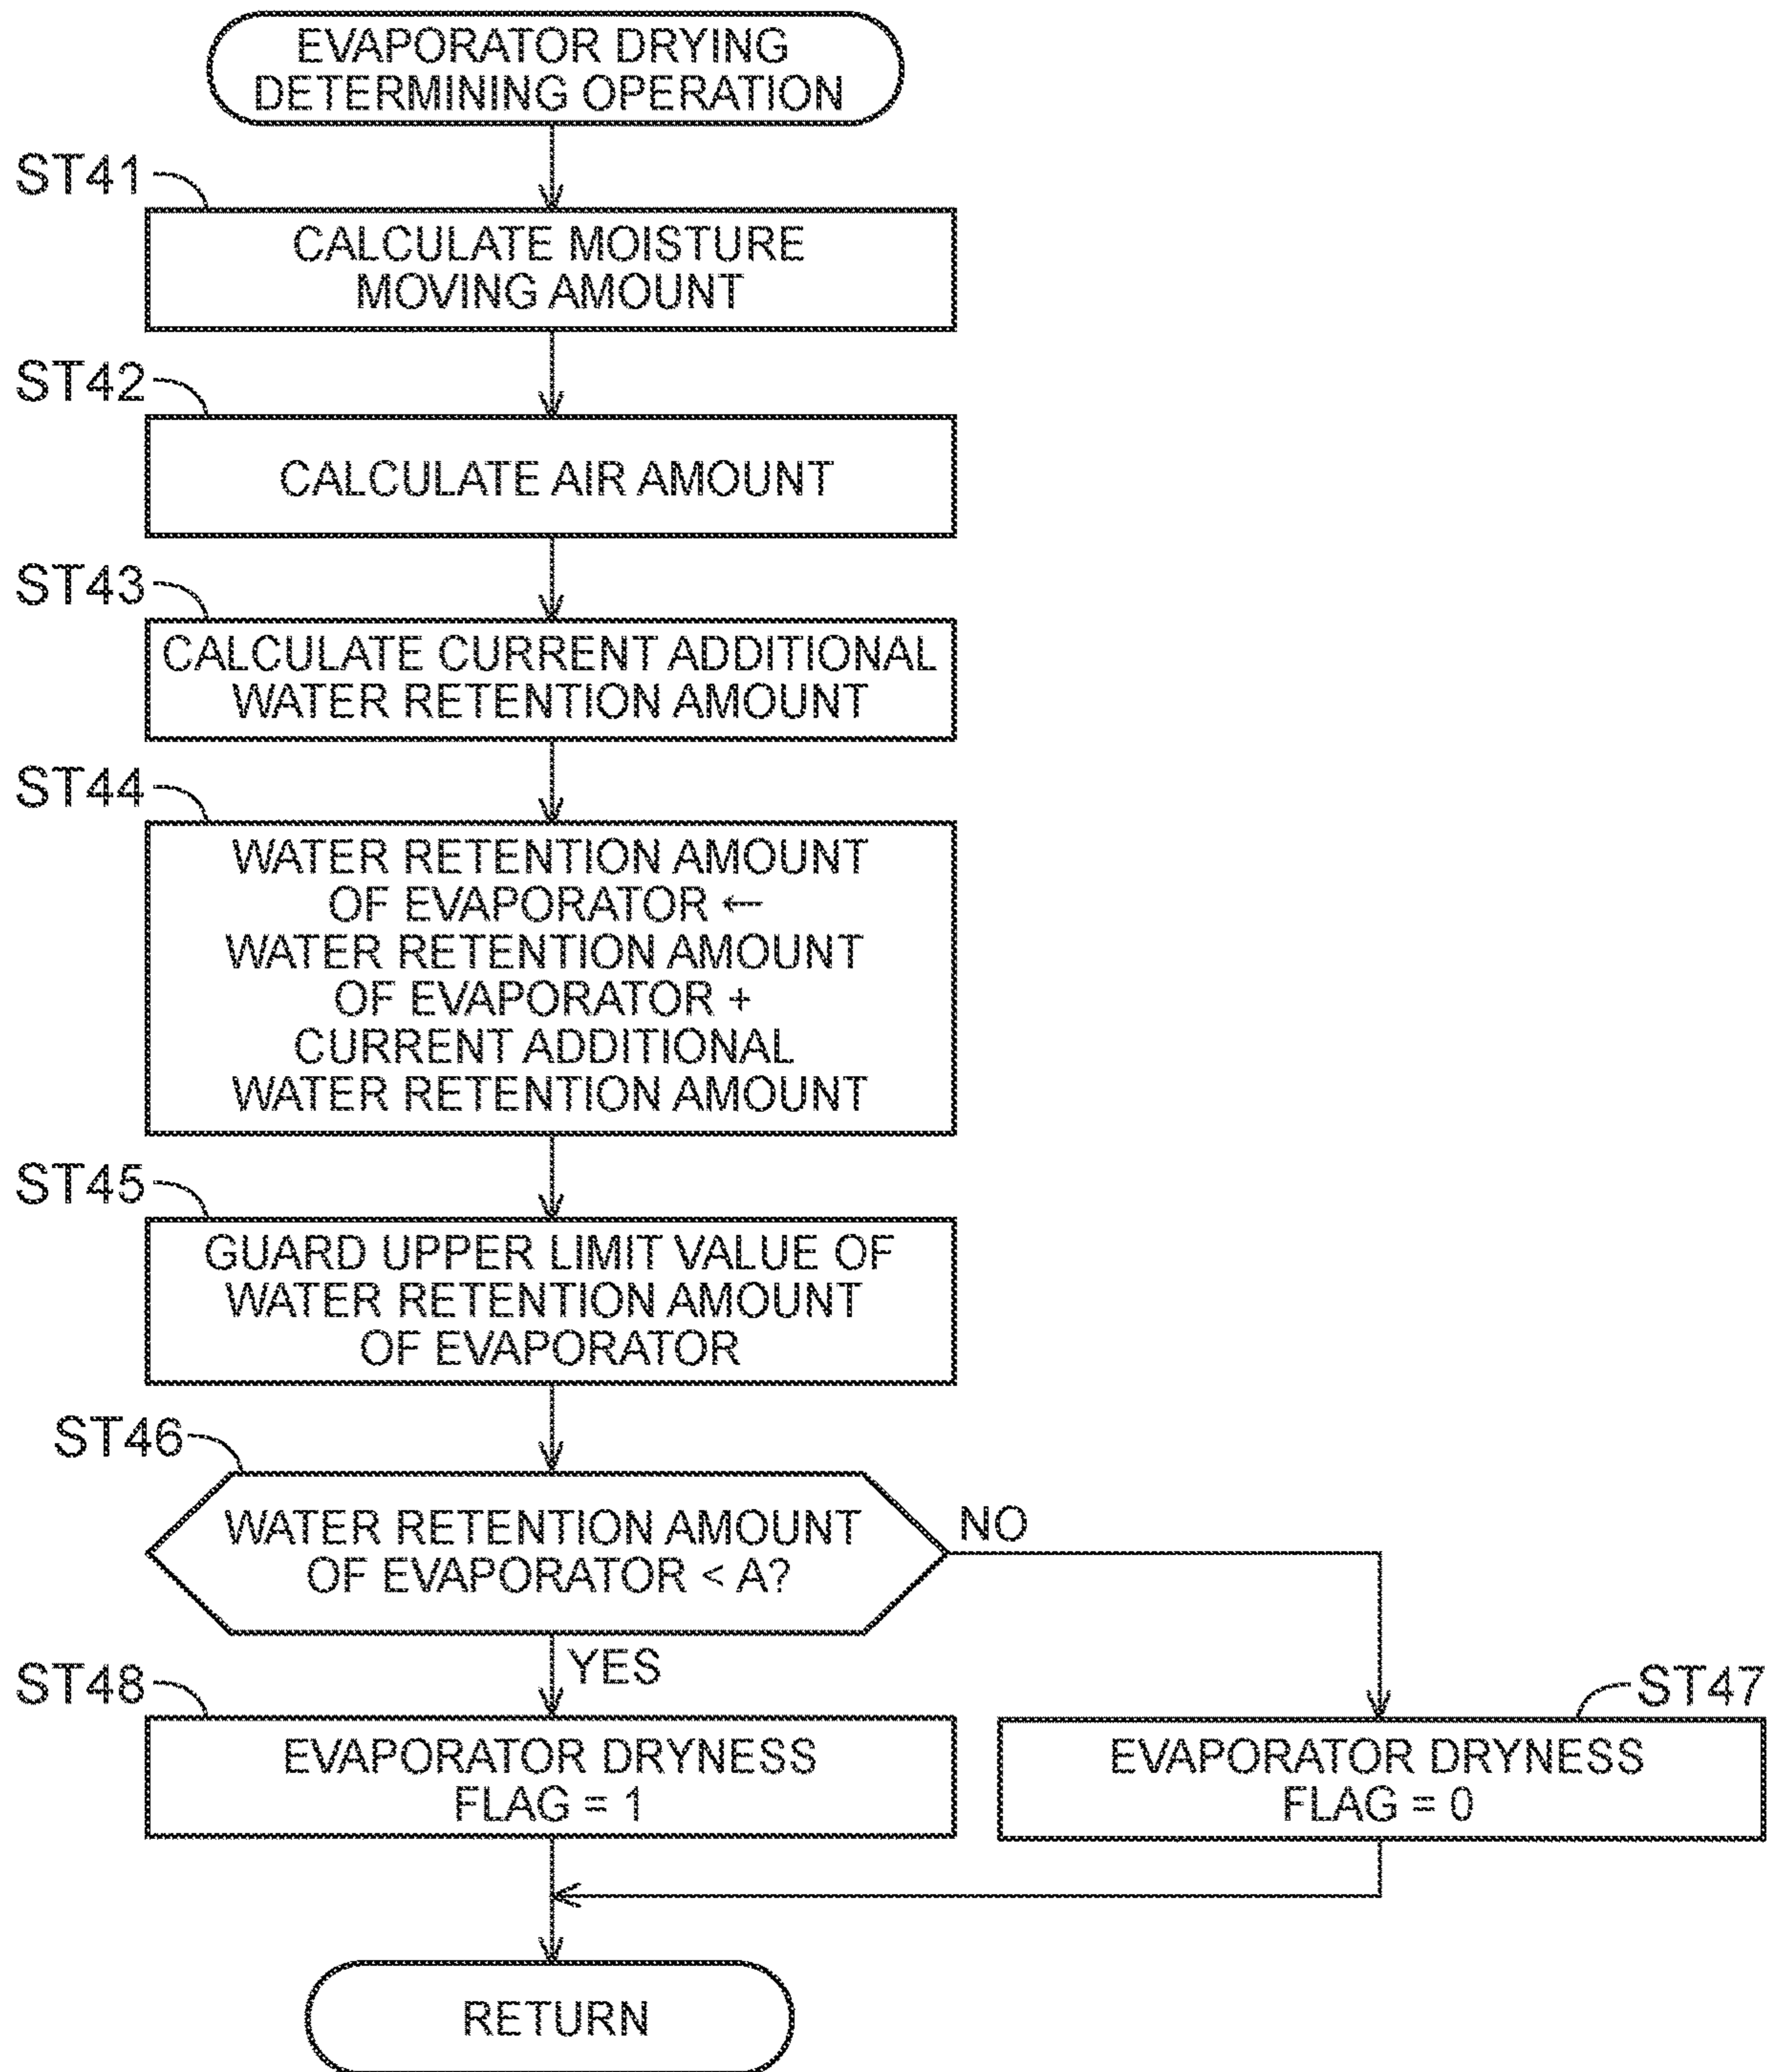 EVAPORATOR DRYING
DETERMINING OPERATION
ST41
CALCULATE MOISTURE
MOVING AMOUNT
ST42
CALCULATE AIR AMOUNT
ST43
CALCULATE CURRENT ADDITIONAL
WATER RETENTION AMOUNT
ST44
WATER RETENTION AMOUNT
OF EVAPORATOR ←
WATER RETENTION AMOUNT
OF EVAPORATOR +
CURRENT ADDITIONAL
WATER RETENTION AMOUNT
ST45
GUARD UPPER LIMIT VALUE OF
WATER RETENTION AMOUNT
OF EVAPORATOR
ST46
WATER RETENTION AMOUNT
OF EVAPORATOR < A?
NO
YES
ST48
EVAPORATOR DRYNESS
FLAG = 1
ST47
EVAPORATOR DRYNESS
FLAG = 0
RETURN